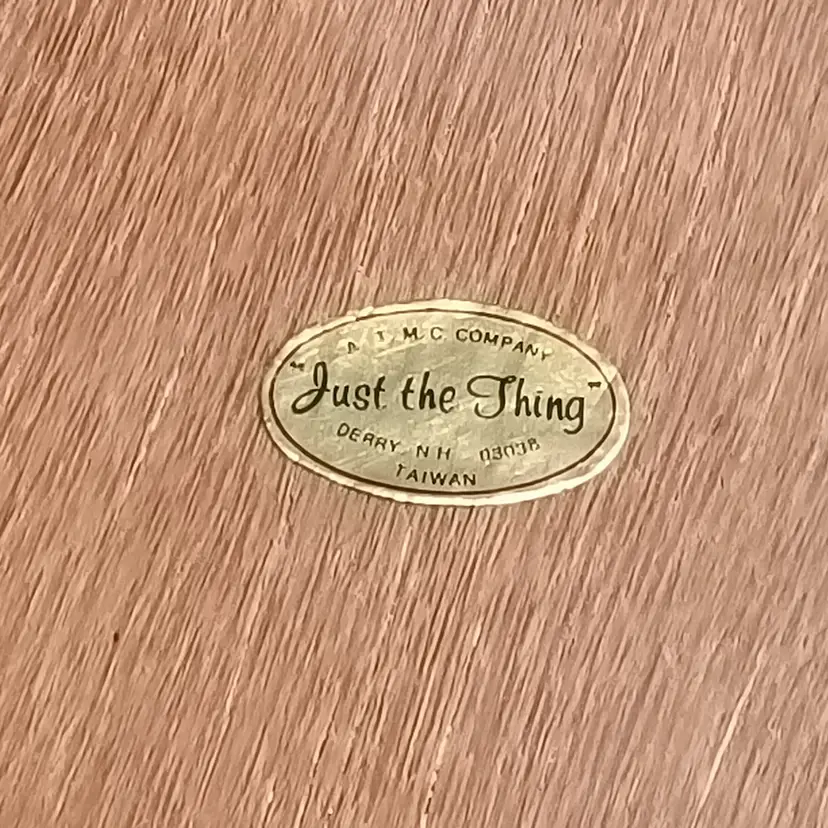 A. T. M. C. COMPANY
"Just the Thing"
DERRY, N H 03038
TAIWAN